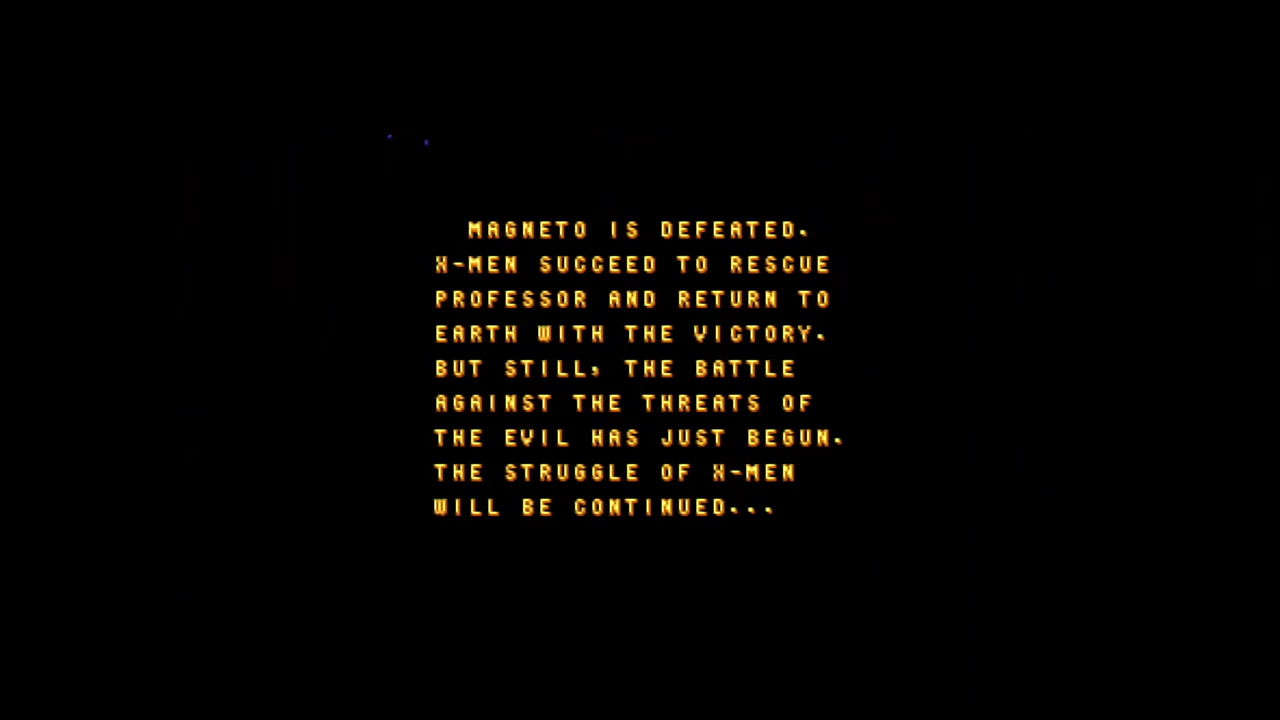 MAGNETO IS DEFEATED.
X-MEN SUCCEED TO RESCUE
PROFESSOR AND RETURN TO
EARTH WITH THE VICTORY.
BUT STILL, THE BATTLE
AGAINST THE THREATS OF
THE EVIL HAS JUST BEGUN.
THE STRUGGLE OF X-MEN
WILL BE CONTINUED...